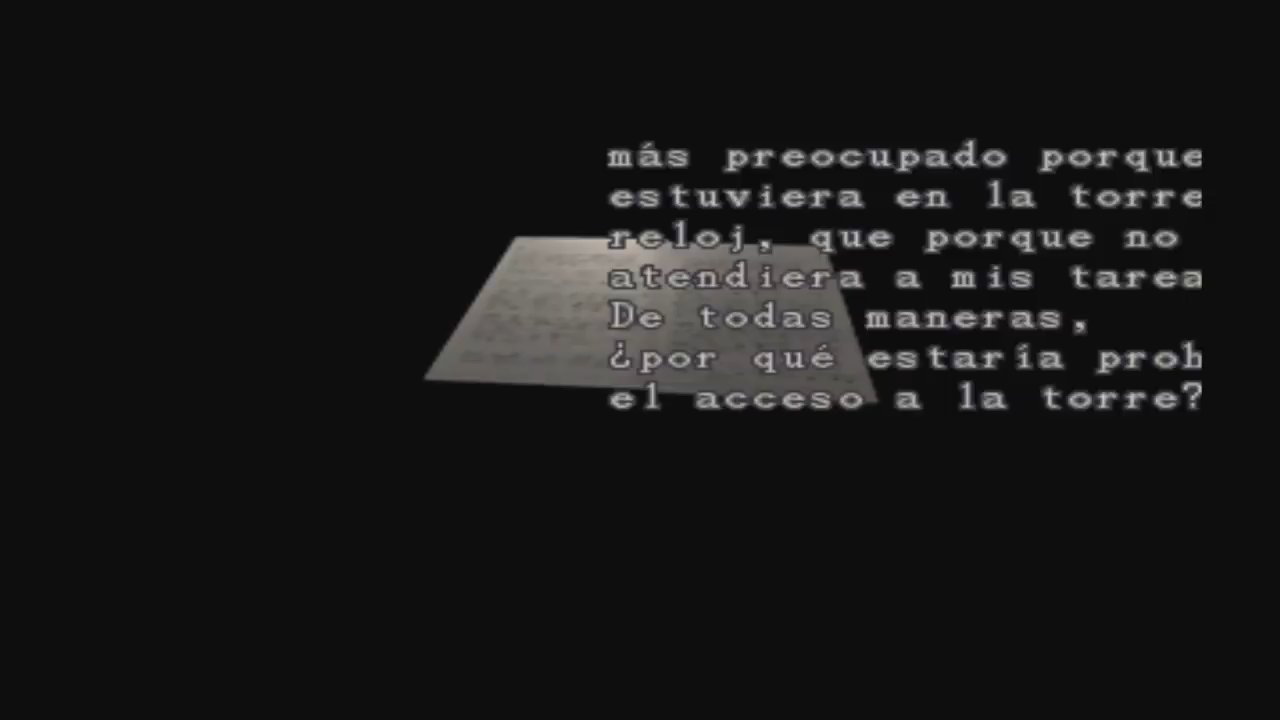 más preocupado porque
estuviera en la torre
reloj, que porque no
atendiera a mis tarea
De todas maneras,
¿por qué estaría proh
el acceso a la torre?